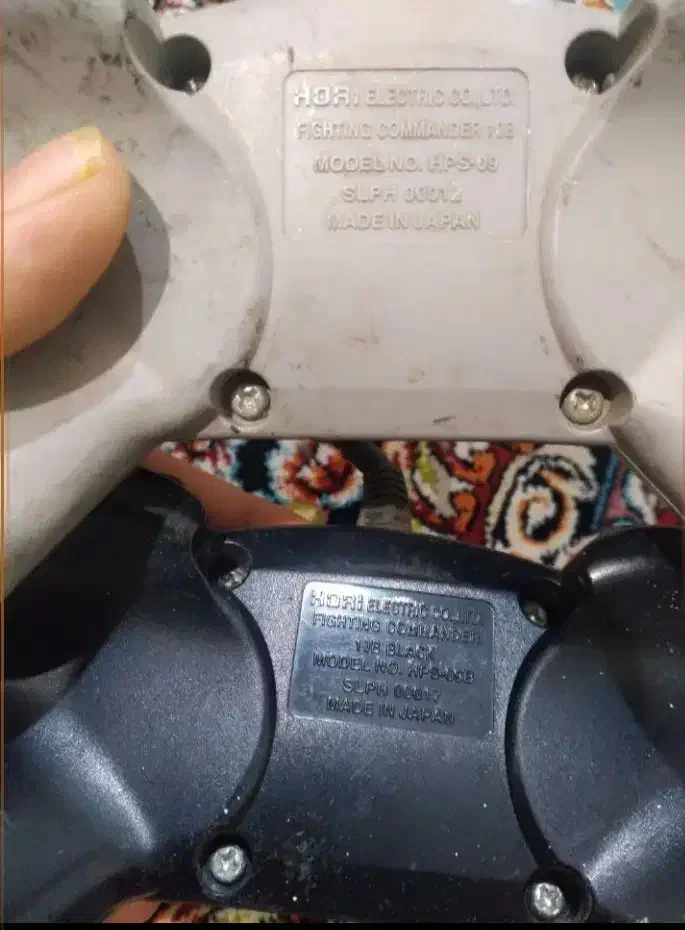 HORI ELECTRIC CO.,LTD.
FIGHTING COMMANDER 10B
MODEL NO. HPS-09
SLPH 00012
MADE IN JAPAN
HORI ELECTRIC CO.,LTD.
FIGHTING COMMANDER
10B BLACK
MODEL NO. HPS-09B
SLPH
MADE IN JAPAN